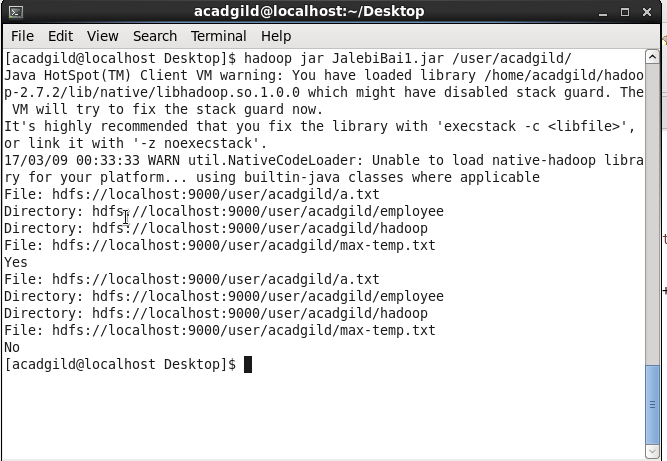 acadgild@localhost:~/Desktop
File Edit View Search Terminal Help
[acadgild@localhost Desktop]$ hadoop jar JalebiBai1.jar /user/acadgild/
Java HotSpot(TM) Client VM warning: You have loaded library /home/acadgild/hadoo
p-2.7.2/lib/native/libhadoop.so.1.0.0 which might have disabled stack guard. The
 VM will try to fix the stack guard now.
It's highly recommended that you fix the library with 'execstack -c <libfile>',
or link it with '-z noexecstack'.
17/03/09 00:33:33 WARN util.NativeCodeLoader: Unable to load native-hadoop libra
ry for your platform... using builtin-java classes where applicable
File: hdfs://localhost:9000/user/acadgild/a.txt
Directory: hdfs://localhost:9000/user/acadgild/employee
Directory: hdfs://localhost:9000/user/acadgild/hadoop
File: hdfs://localhost:9000/user/acadgild/max-temp.txt
Yes
File: hdfs://localhost:9000/user/acadgild/a.txt
Directory: hdfs://localhost:9000/user/acadgild/employee
Directory: hdfs://localhost:9000/user/acadgild/hadoop
File: hdfs://localhost:9000/user/acadgild/max-temp.txt
No
[acadgild@localhost Desktop]$